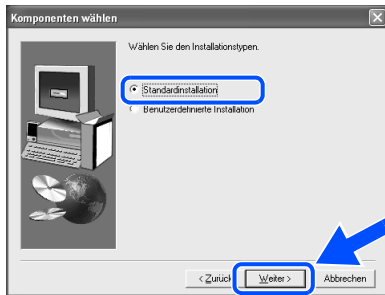 Komponenten wählen
Wählen Sie den Installationstypen.
Standardinstallation
Benutzerdefinierte Installation
< Zurück
Weiter >
Abbrechen